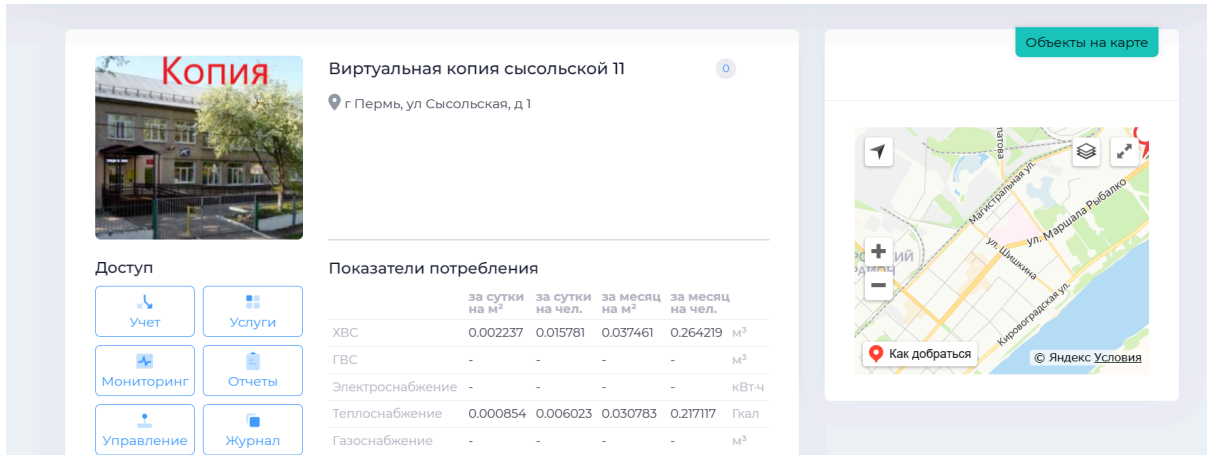 Объекты на карте
Копия
Виртуальная копия сысольской 11
0
г Пермь, ул Сысольская, д 1
Доступ
Учет
Услуги
Мониторинг
Отчеты
Управление
Журнал
Показатели потребления
за сутки на м² за сутки на чел. за месяц на м² за месяц на чел.
ХВС 0.002237 0.015781 0.037461 0.264219 м³
ГВС - - - - м³
Электроснабжение - - - - кВт·ч
Теплоснабжение 0.000854 0.006023 0.030783 0.217117 Гкал
Газоснабжение - - - - м³
Магистральная ул.
ул. Маршала Рыбалко
ул. Шишкина
Кировоградская ул.
Как добраться
© Яндекс Условия